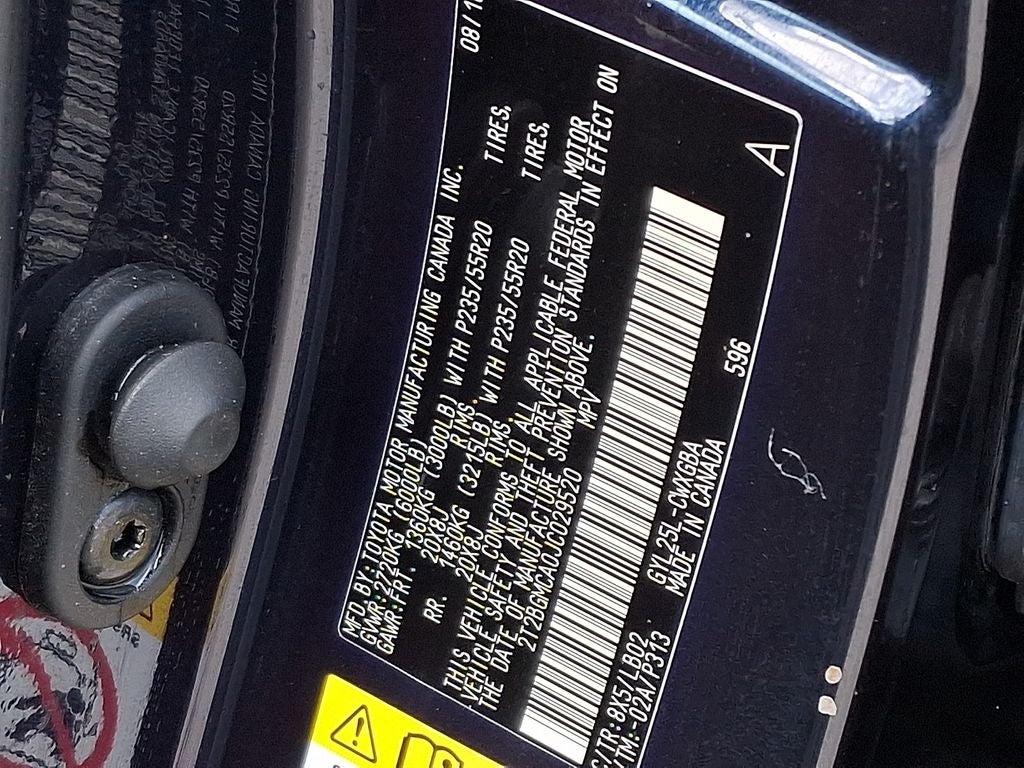 MFD. BY: TOYOTA MOTOR MANUFACTURING CANADA INC. 08/1
GVWR: 2720KG (6000LB)
GAWR: FRT. 1360KG (3000LB) WITH P235/55R20 TIRES,
20X8J RIMS
RR. 1460KG (3215LB) WITH P235/55R20 TIRES,
20X8J RIMS
THIS VEHICLE CONFORMS TO ALL APPLICABLE FEDERAL MOTOR
VEHICLE SAFETY AND THEFT PREVENTION STANDARDS IN EFFECT ON
THE DATE OF MANUFACTURE SHOWN ABOVE.
2T2BGMCA0JC029520 MPV
C/TR: 8X5/LB02 GYL25L-CWXGBA 596 A
/TM: -02A/P313 MADE IN CANADA